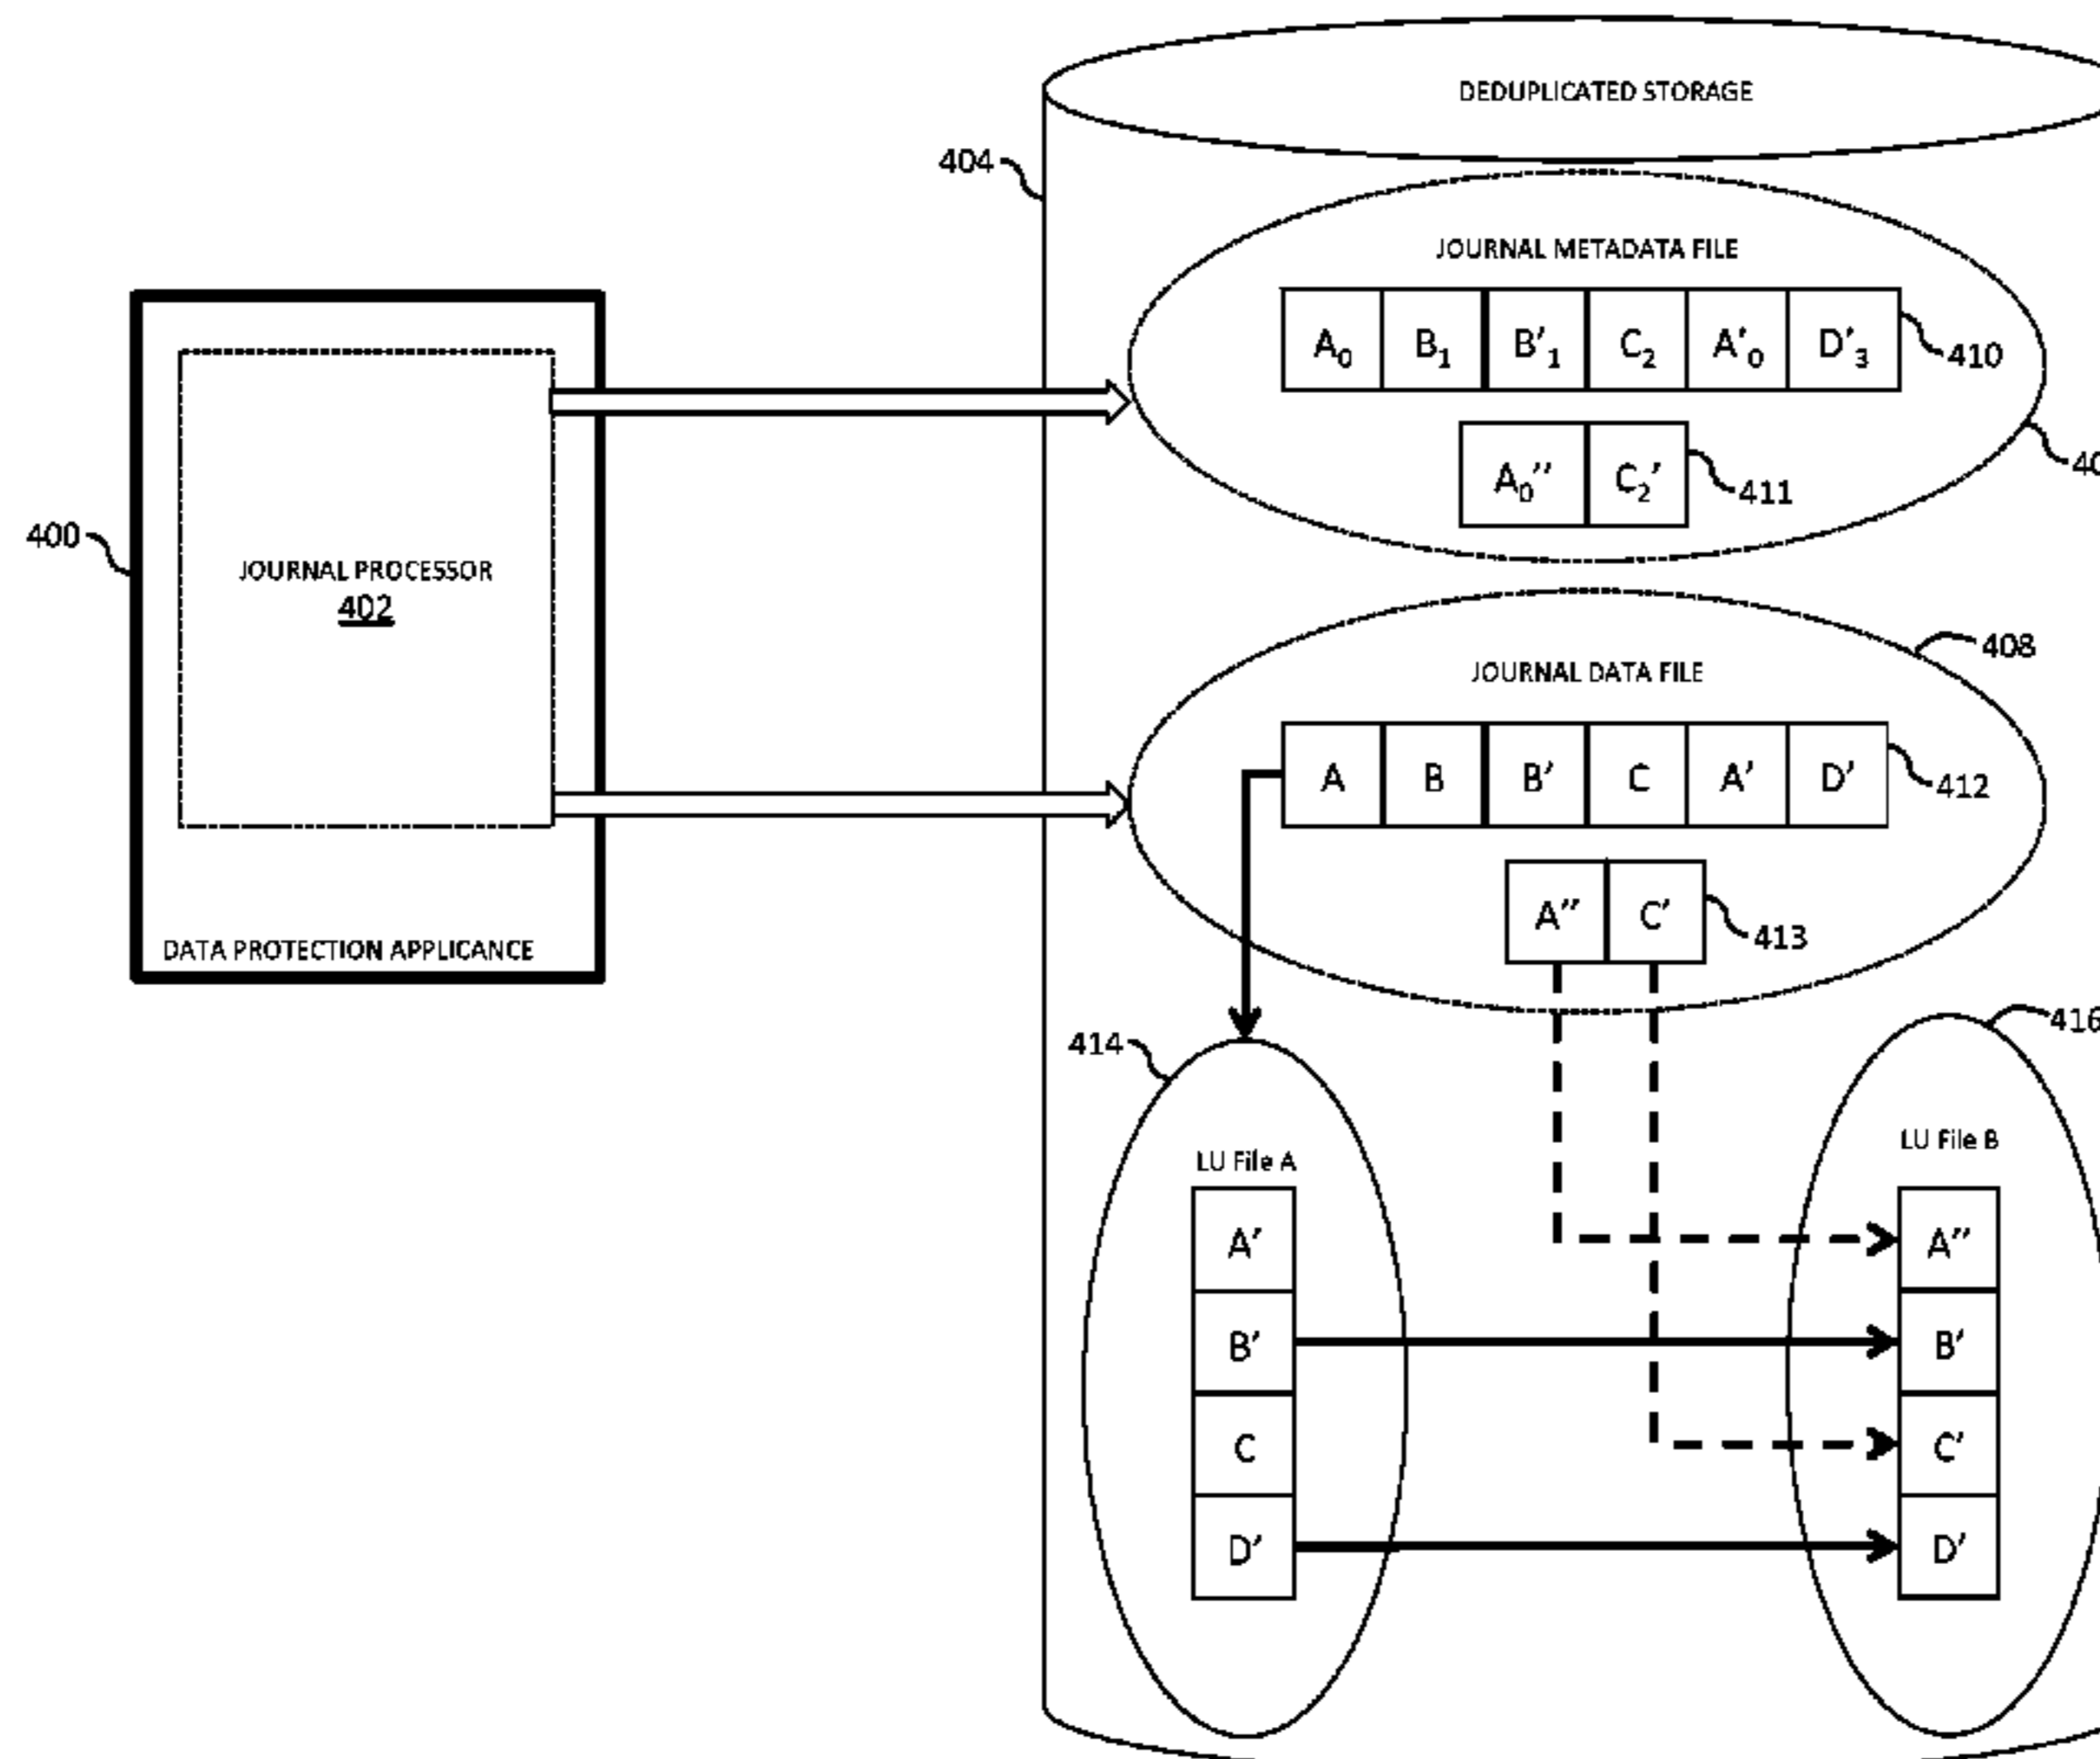 DEDUPLICATED STORAGE
404
JOURNAL METADATA FILE
A₀ B₁ B′₁ C₂ A′₀ D′₃
410
A₀″ C₂′
411
400
JOURNAL PROCESSOR
402
DATA PROTECTION APPLICANCE
408
JOURNAL DATA FILE
A B B′ C A′ D′
412
A″ C′
413
414
416
LU File A
A′
B′
C
D′
LU File B
A″
B′
C′
D′